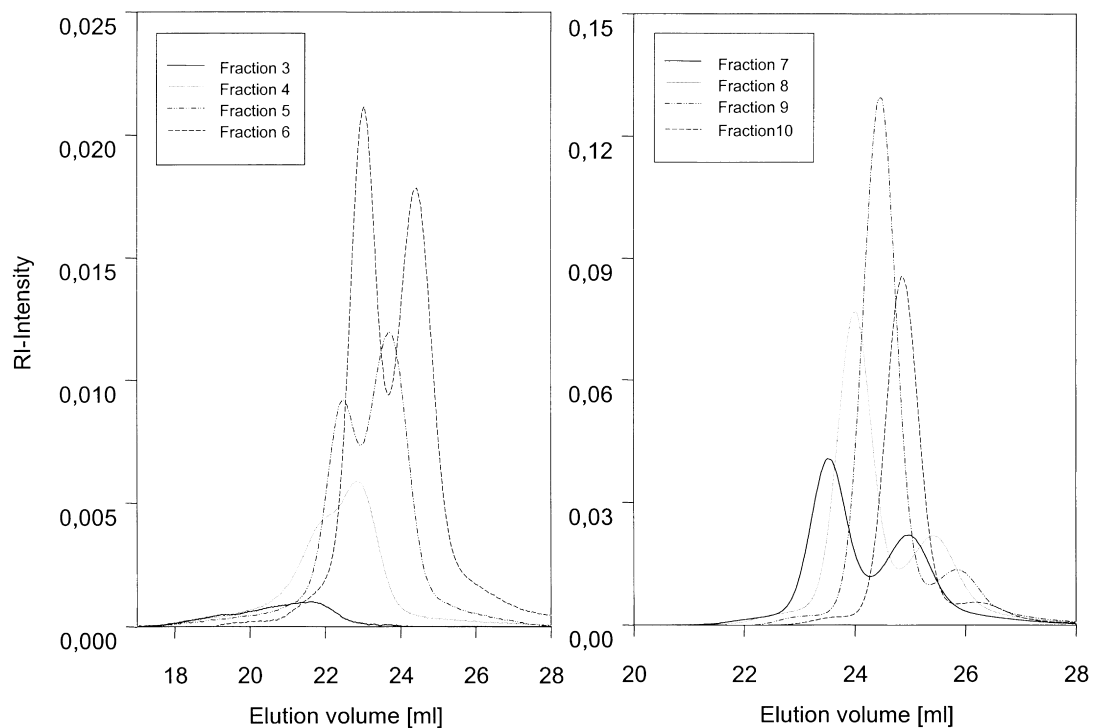 0,025
0,020
0,015
0,010
0,005
0,000
RI-Intensity
Fraction 3
Fraction 4
Fraction 5
Fraction 6
18 20 22 24 26 28
Elution volume [ml]
0,15
0,12
0,09
0,06
0,03
0,00
Fraction 7
Fraction 8
Fraction 9
Fraction10
20 22 24 26 28
Elution volume [ml]